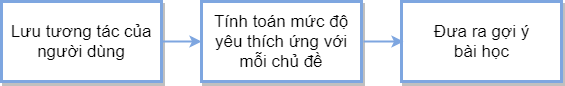 Lưu tương tác của
người dùng
Tính toán mức độ
yêu thích ứng với
mỗi chủ đề
Đưa ra gợi ý
bài học